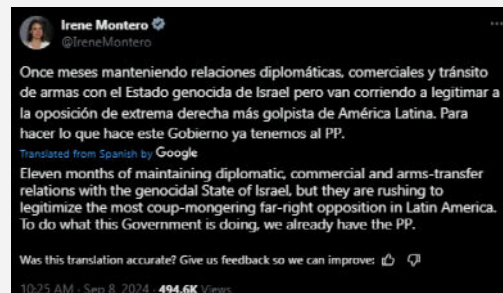 Irene Montero
@IreneMontero
Once meses manteniendo relaciones diplomáticas, comerciales y tránsito
de armas con el Estado genocida de Israel pero van corriendo a legitimar a
la oposición de extrema derecha más golpista de América Latina. Para
hacer lo que hace este Gobierno ya tenemos al PP.
Translated from Spanish by Google
Eleven months of maintaining diplomatic, commercial and arms-transfer
relations with the genocidal State of Israel, but they are rushing to
legitimize the most coup-mongering far-right opposition in Latin America.
To do what this Government is doing, we already have the PP.
Was this translation accurate? Give us feedback so we can improve:
10:25 AM · Sep 8, 2024 · 494.6K Views